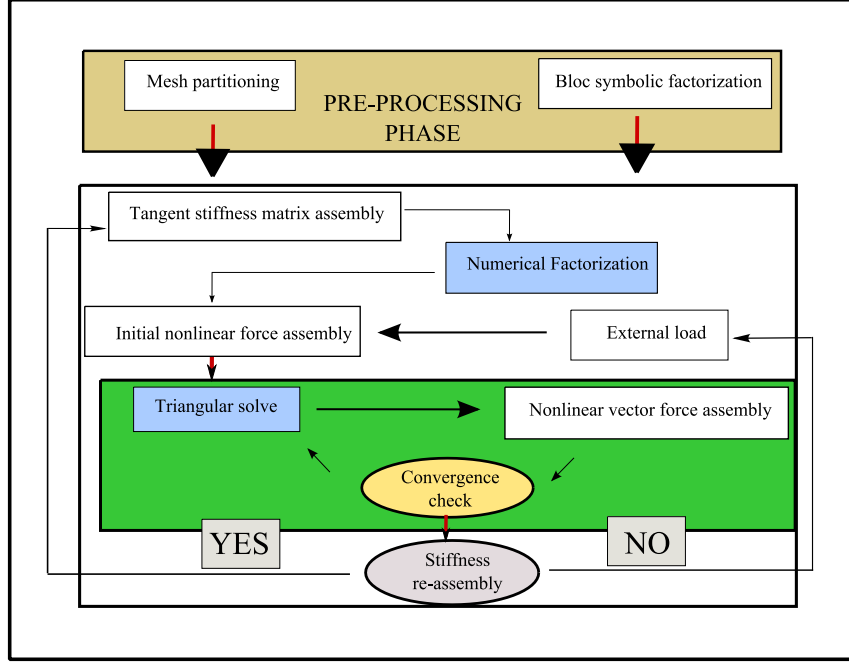 Mesh partitioning
Bloc symbolic factorization
PRE-PROCESSING
PHASE
Tangent stiffness matrix assembly
Numerical Factorization
Initial nonlinear force assembly
External load
Triangular solve
Nonlinear vector force assembly
Convergence
check
YES
NO
Stiffness
re-assembly